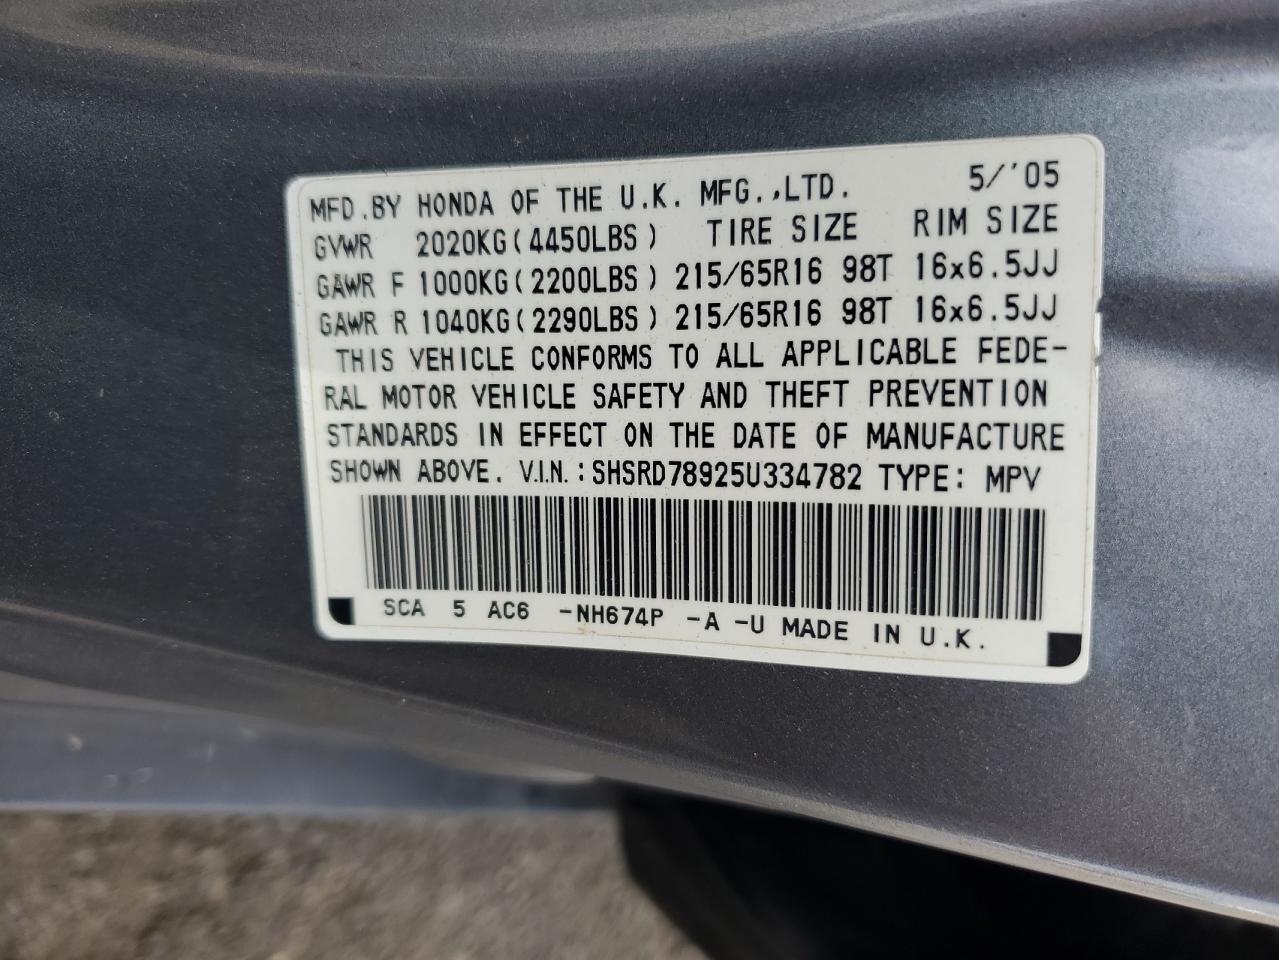 MFD.BY HONDA OF THE U.K. MFG.,LTD. 5/'05
GVWR 2020KG(4450LBS) TIRE SIZE RIM SIZE
GAWR F 1000KG(2200LBS) 215/65R16 98T 16x6.5JJ
GAWR R 1040KG(2290LBS) 215/65R16 98T 16x6.5JJ
THIS VEHICLE CONFORMS TO ALL APPLICABLE FEDE-
RAL MOTOR VEHICLE SAFETY AND THEFT PREVENTION
STANDARDS IN EFFECT ON THE DATE OF MANUFACTURE
SHOWN ABOVE. V.I.N.:SHSRD78925U334782 TYPE: MPV
SCA 5 AC6 -NH674P -A -U MADE IN U.K.